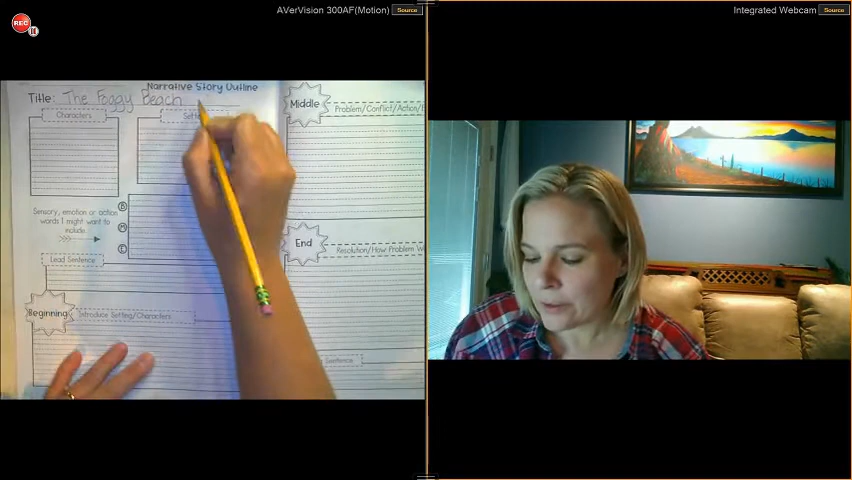 AVerVision 300AF(Motion) Source
Integrated Webcam Source
REC
Narrative Story Outline
Title: The Foggy Beach
Characters
Sensory, emotion or action
words I might want to
include.
B
M
E
Lead Sentence
Beginning
Introduce Setting/Characters
Middle
Problem/Conflict/Action/
End
Resolution/How Problem
Sentence